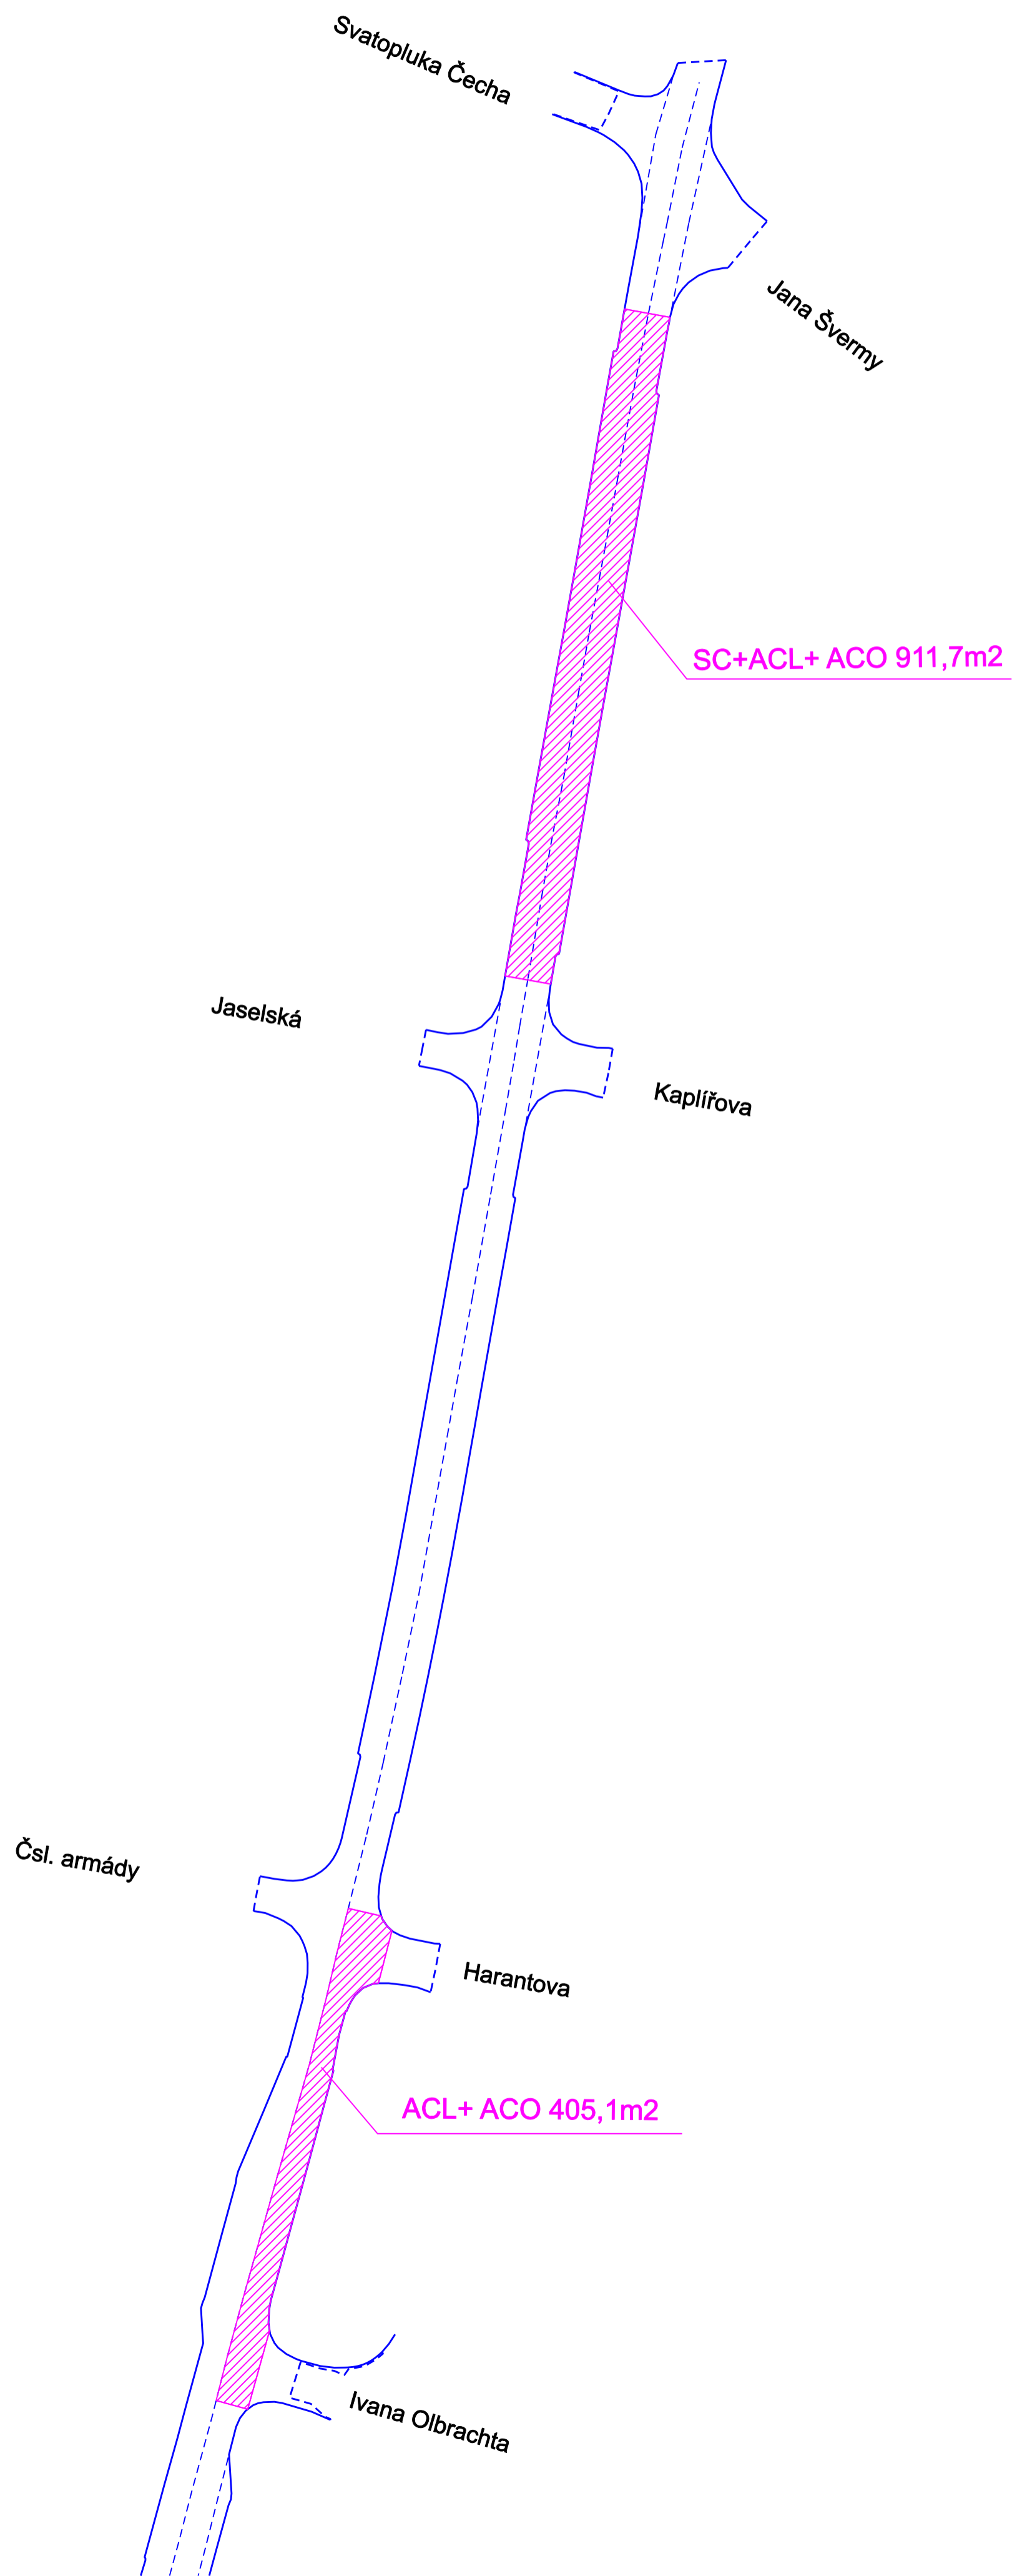 Svatopluka Čecha
Jana Švermy
SC+ACL+ ACO 911,7m2
Jaselská
Kaplířova
Čsl. armády
Harantova
ACL+ ACO 405,1m2
Ivana Olbrachta